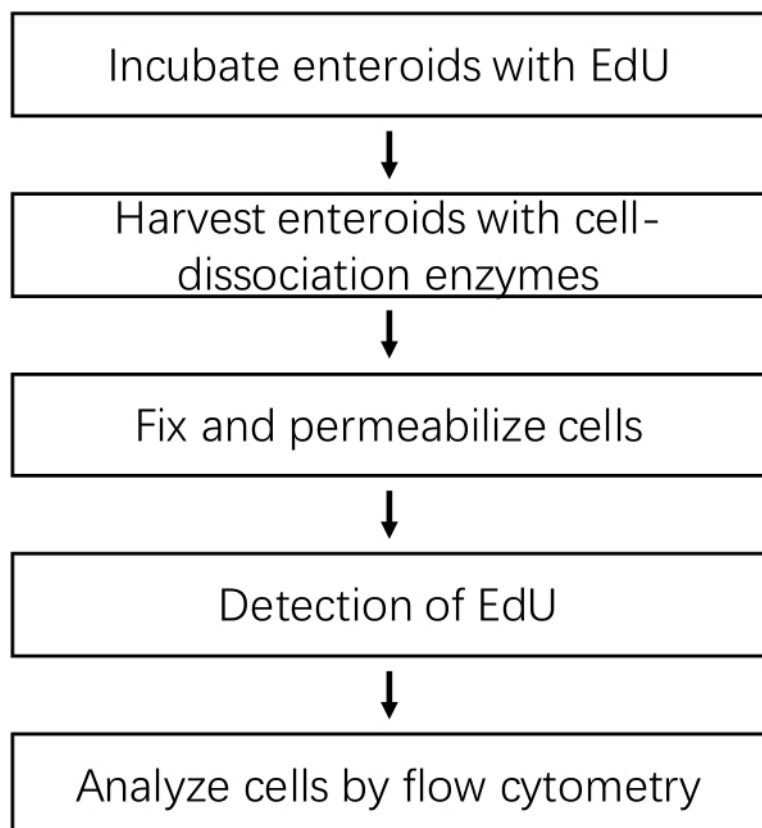 Incubate enteroids with EdU
Harvest enteroids with cell-
dissociation enzymes
Fix and permeabilize cells
Detection of EdU
Analyze cells by flow cytometry